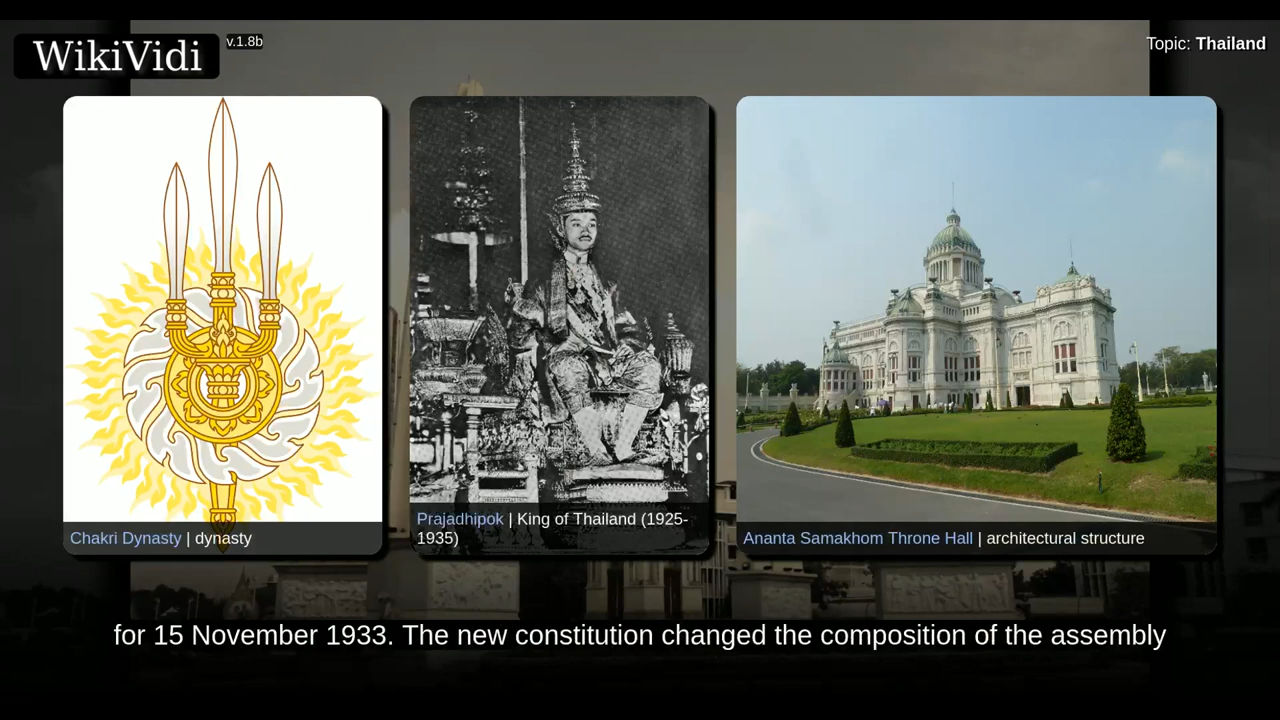 WikiVidi
v.1.8b
Topic: Thailand
Chakri Dynasty | dynasty
Prajadhipok | King of Thailand (1925-
1935)
Ananta Samakhom Throne Hall | architectural structure
for 15 November 1933. The new constitution changed the composition of the assembly